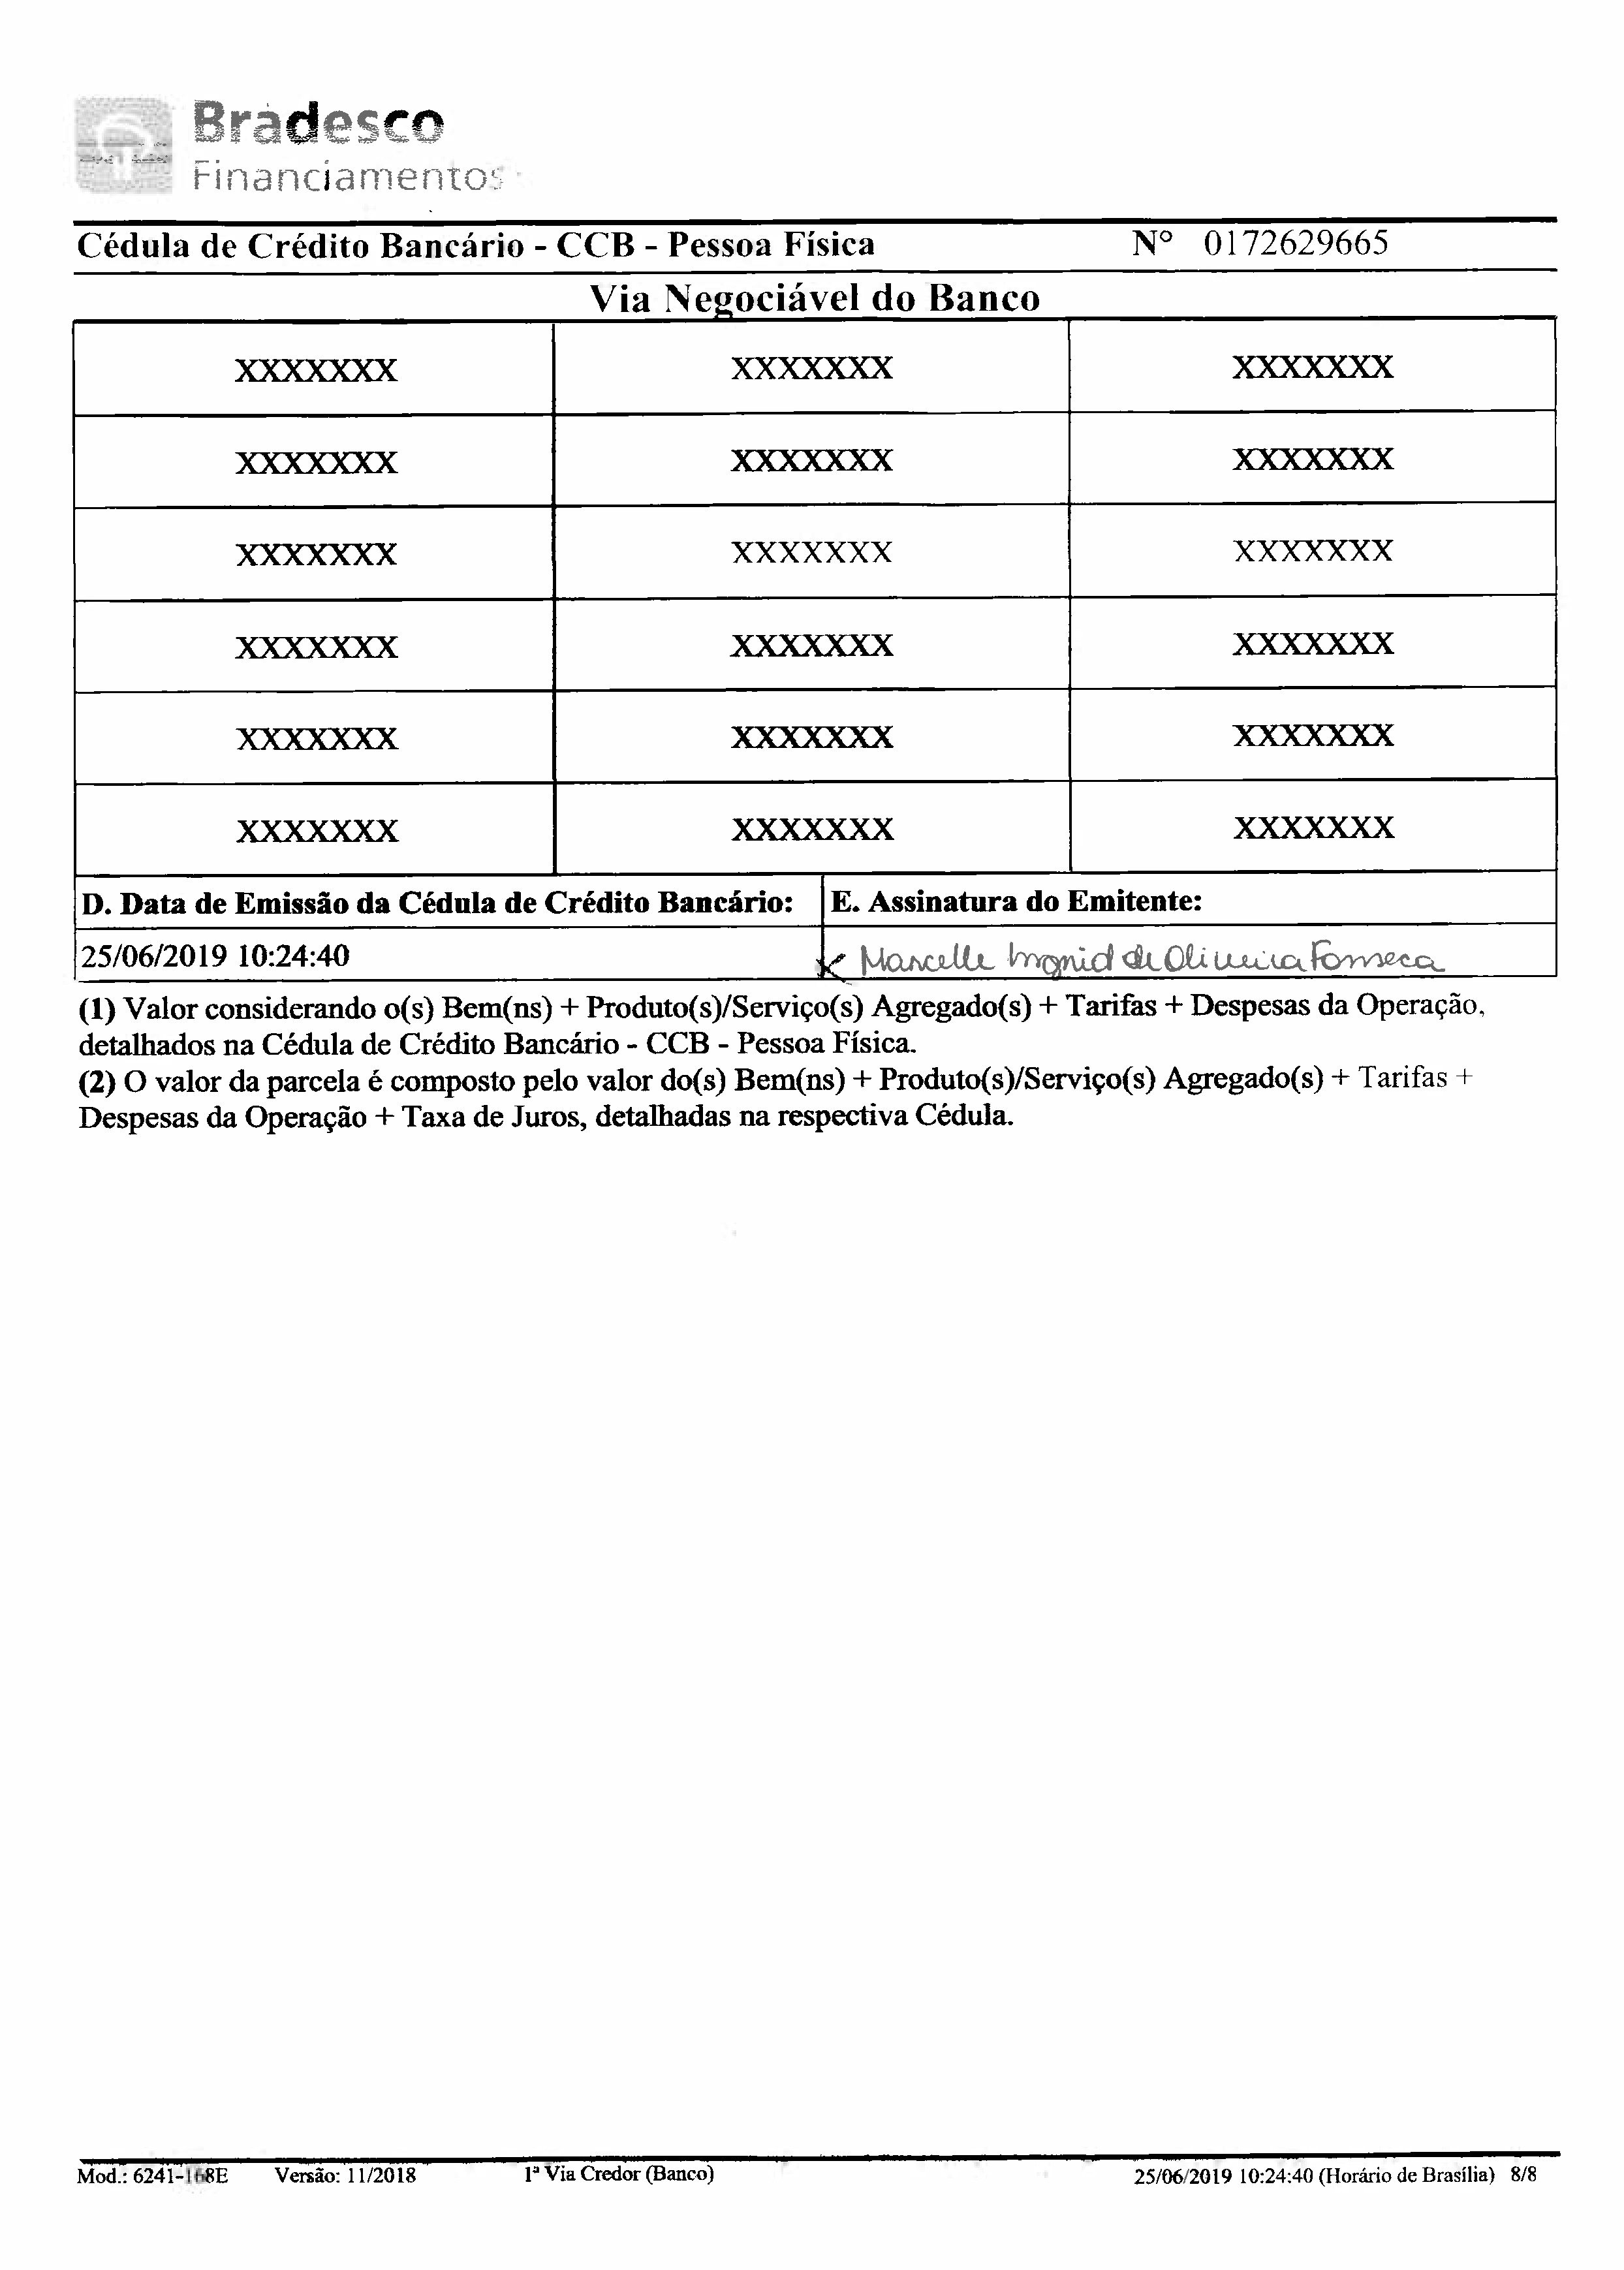 Bradesco
Financiamentos
Cédula de Crédito Bancário - CCB - Pessoa Física Nº 0172629665
Via Negociável do Banco
XXXXXXX XXXXXXX XXXXXXX
XXXXXXX XXXXXXX XXXXXXX
XXXXXXX XXXXXXX XXXXXXX
XXXXXXX XXXXXXX XXXXXXX
XXXXXXX XXXXXXX XXXXXXX
XXXXXXX XXXXXXX XXXXXXX
D. Data de Emissão da Cédula de Crédito Bancário: E. Assinatura do Emitente:
25/06/2019 10:24:40 Marcelle Ingrid de Oliveira Fonseca
(1) Valor considerando o(s) Bem(ns) + Produto(s)/Serviço(s) Agregado(s) + Tarifas + Despesas da Operação,
detalhados na Cédula de Crédito Bancário - CCB - Pessoa Física.
(2) O valor da parcela é composto pelo valor do(s) Bem(ns) + Produto(s)/Serviço(s) Agregado(s) + Tarifas +
Despesas da Operação + Taxa de Juros, detalhadas na respectiva Cédula.
Mod.: 6241-168E Versão: 11/2018 1ª Via Credor (Banco) 25/06/2019 10:24:40 (Horário de Brasília) 8/8